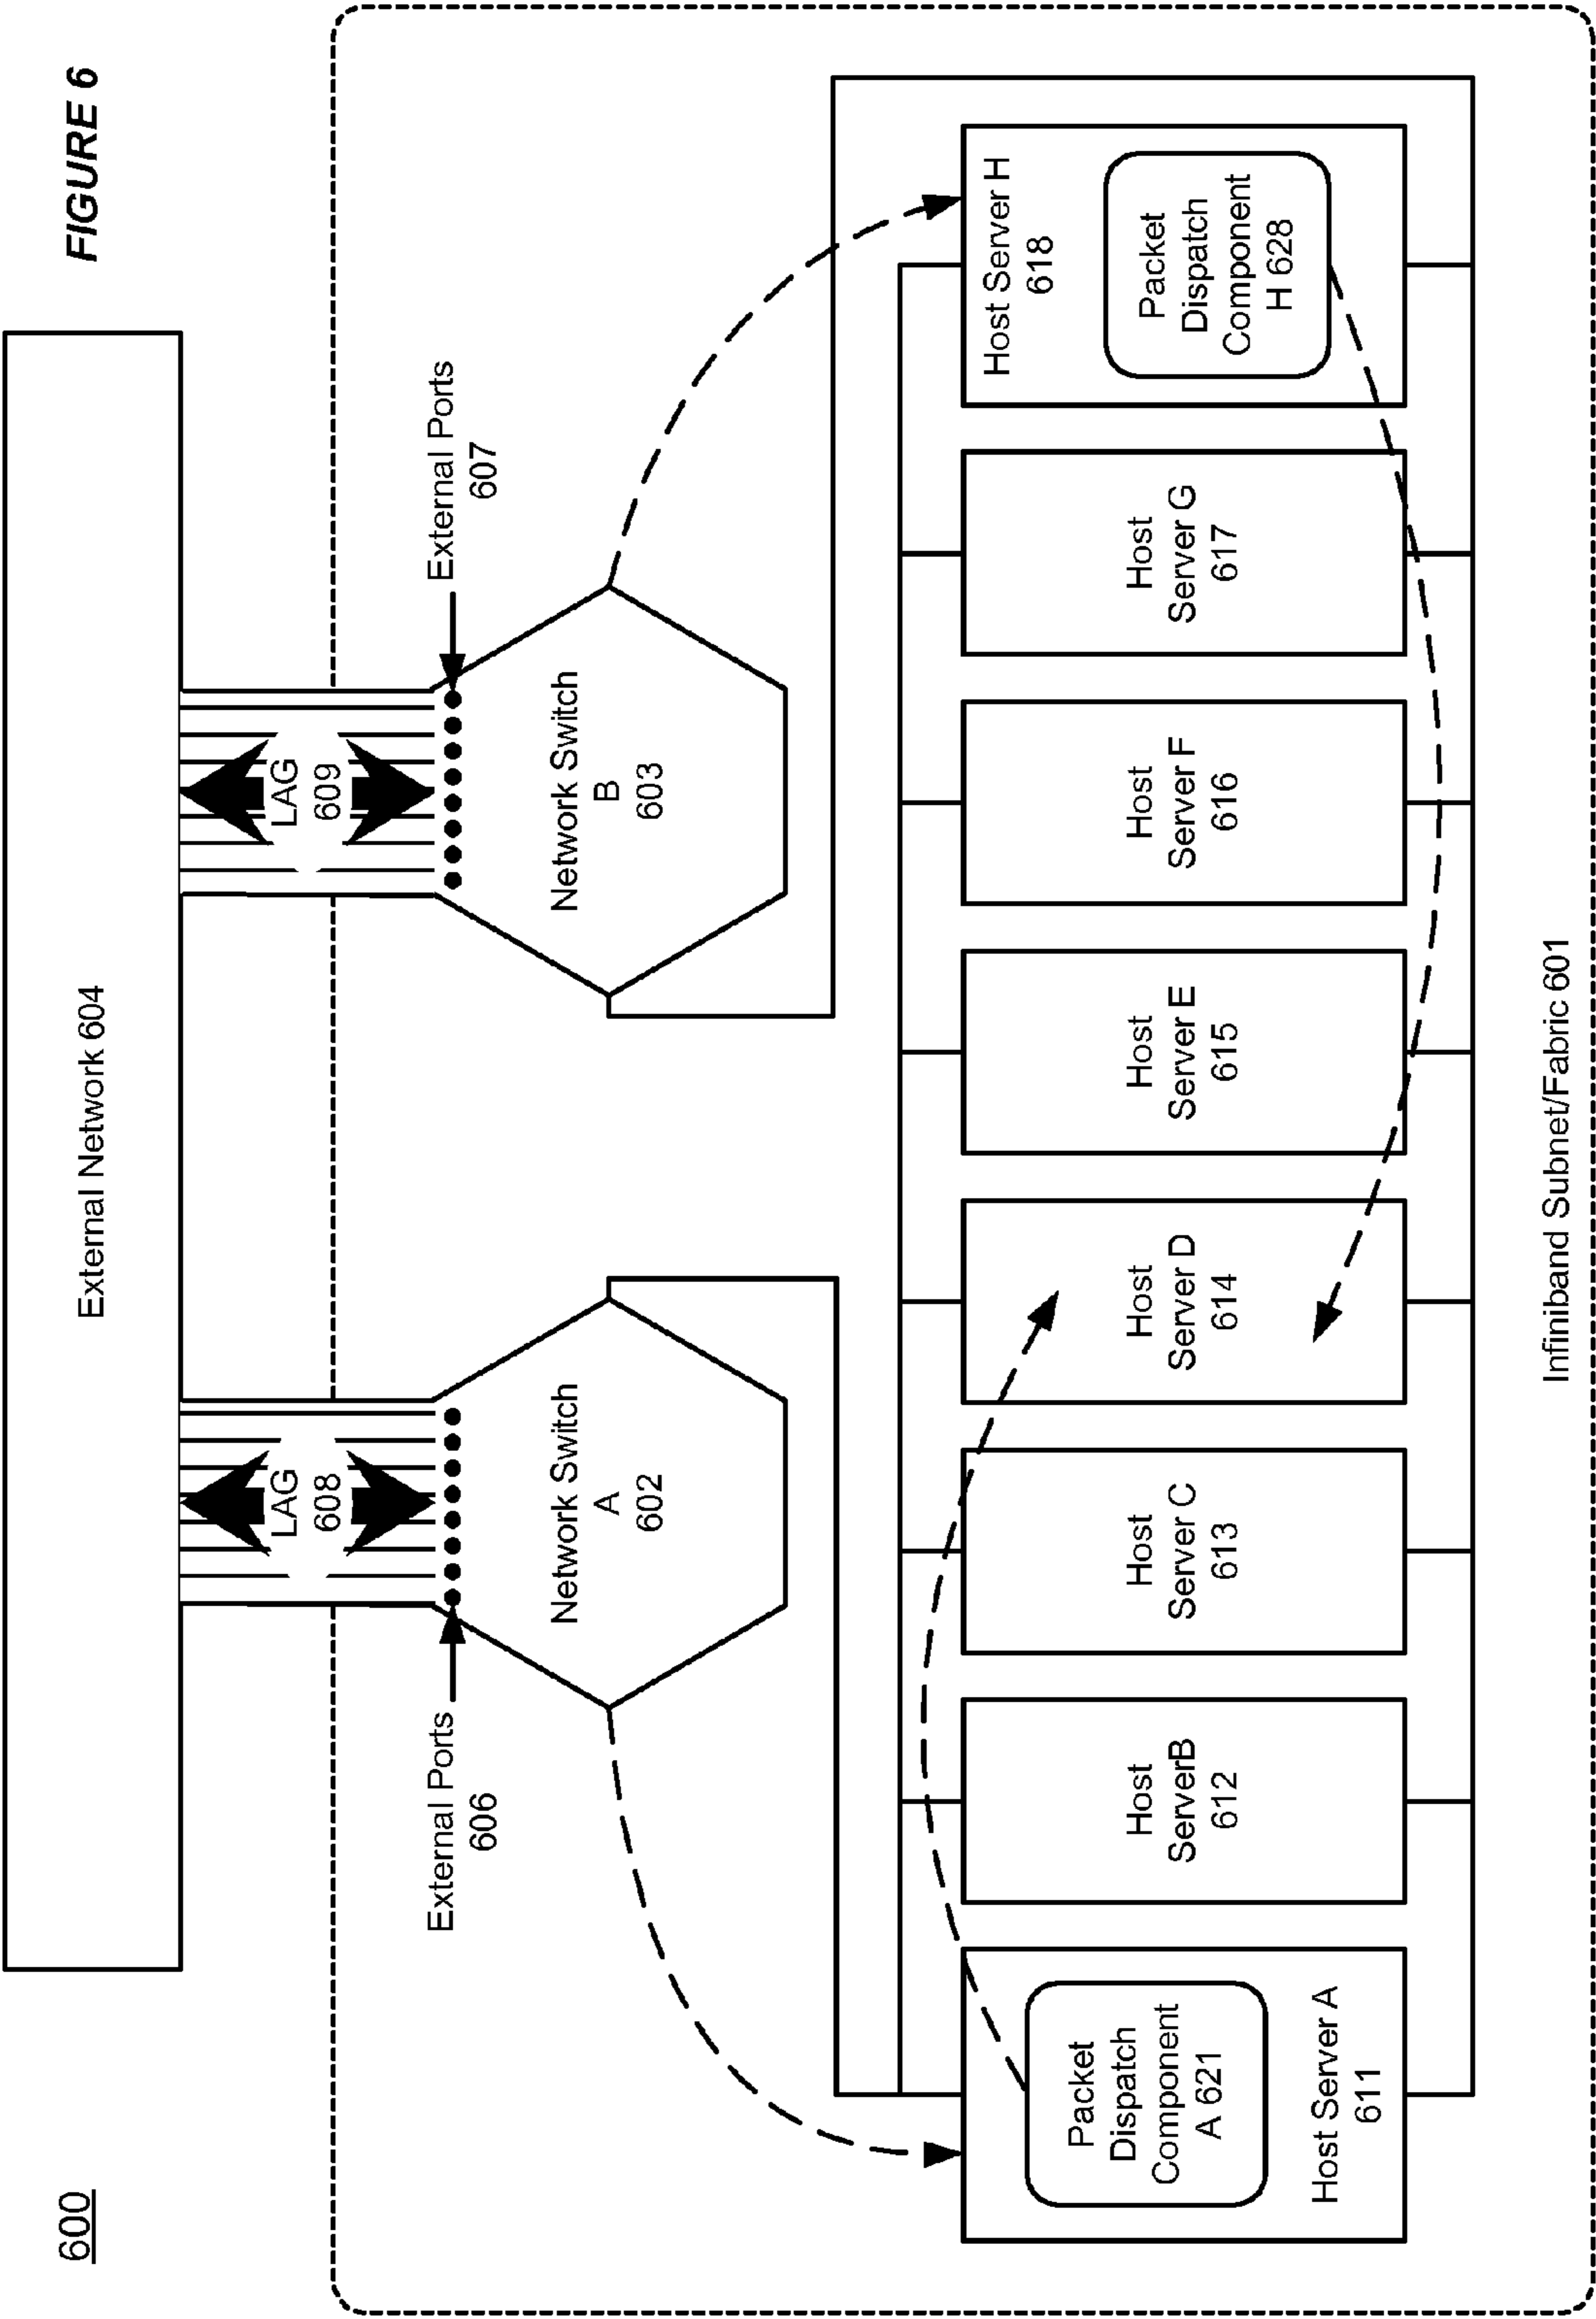 600
FIGURE 6
External Network 604
LAG
608
LAG
609
External Ports
606
External Ports
607
Network Switch
A
602
Network Switch
B
603
Packet
Dispatch
Component
A 621
Host Server A
611
Host
ServerB
612
Host
Server C
613
Host
Server D
614
Host
Server E
615
Host
Server F
616
Host
Server G
617
Host Server H
618
Packet
Dispatch
Component
H 628
Infiniband Subnet/Fabric 601